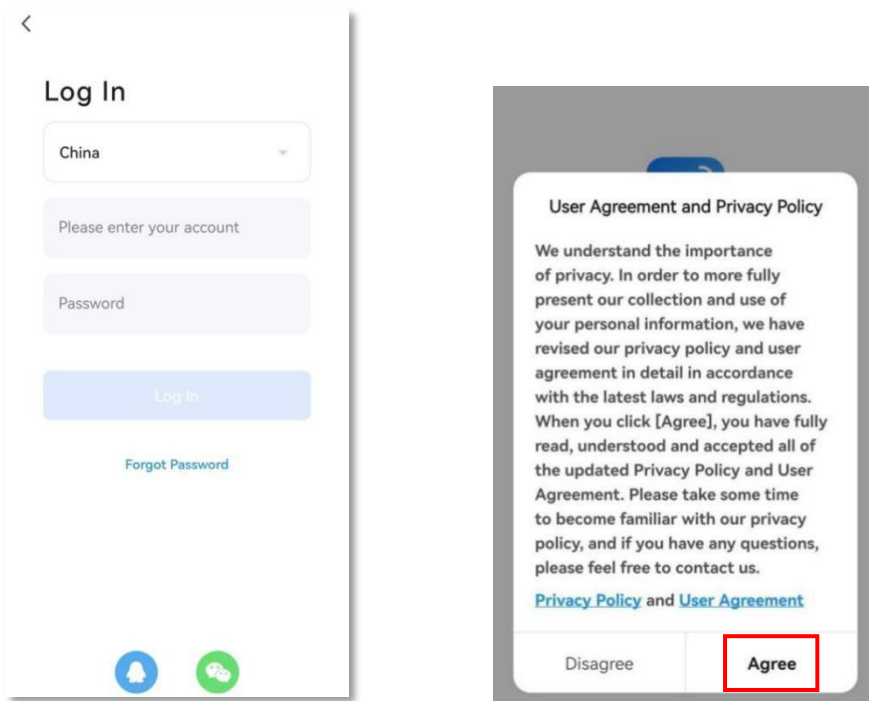 Log In
China
Please enter your account
Password
Log In
Forgot Password
User Agreement and Privacy Policy
We understand the importance
of privacy. In order to more fully
present our collection and use of
your personal information, we have
revised our privacy policy and user
agreement in detail in accordance
with the latest laws and regulations.
When you click [Agree], you have fully
read, understood and accepted all of
the updated Privacy Policy and User
Agreement. Please take some time
to become familiar with our privacy
policy, and if you have any questions,
please feel free to contact us.
Privacy Policy and User Agreement
Disagree
Agree